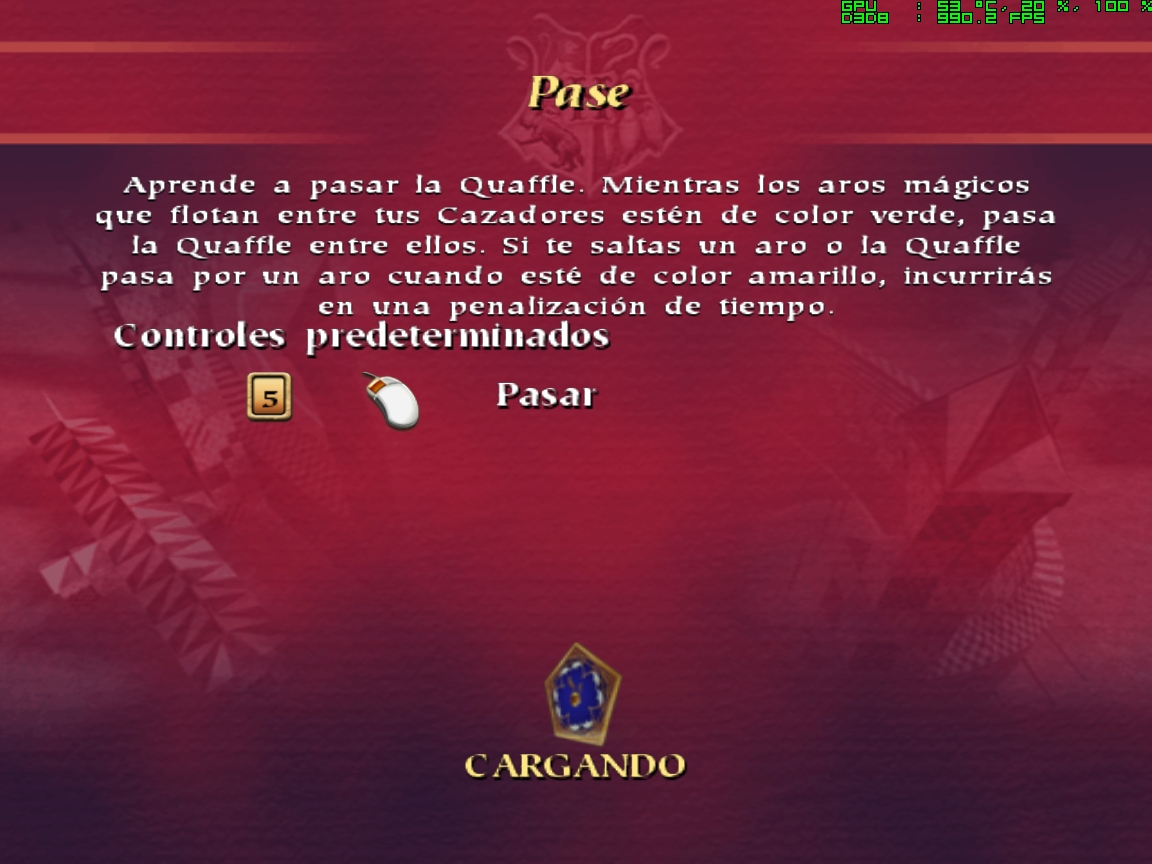 GPU : 53 °C, 20 %, 100 %
D3D8 : 990.2 FPS
Pase
Aprende a pasar la Quaffle. Mientras los aros mágicos
que flotan entre tus Cazadores estén de color verde, pasa
la Quaffle entre ellos. Si te saltas un aro o la Quaffle
pasa por un aro cuando esté de color amarillo, incurrirás
en una penalización de tiempo.
Controles predeterminados
5 Pasar
CARGANDO